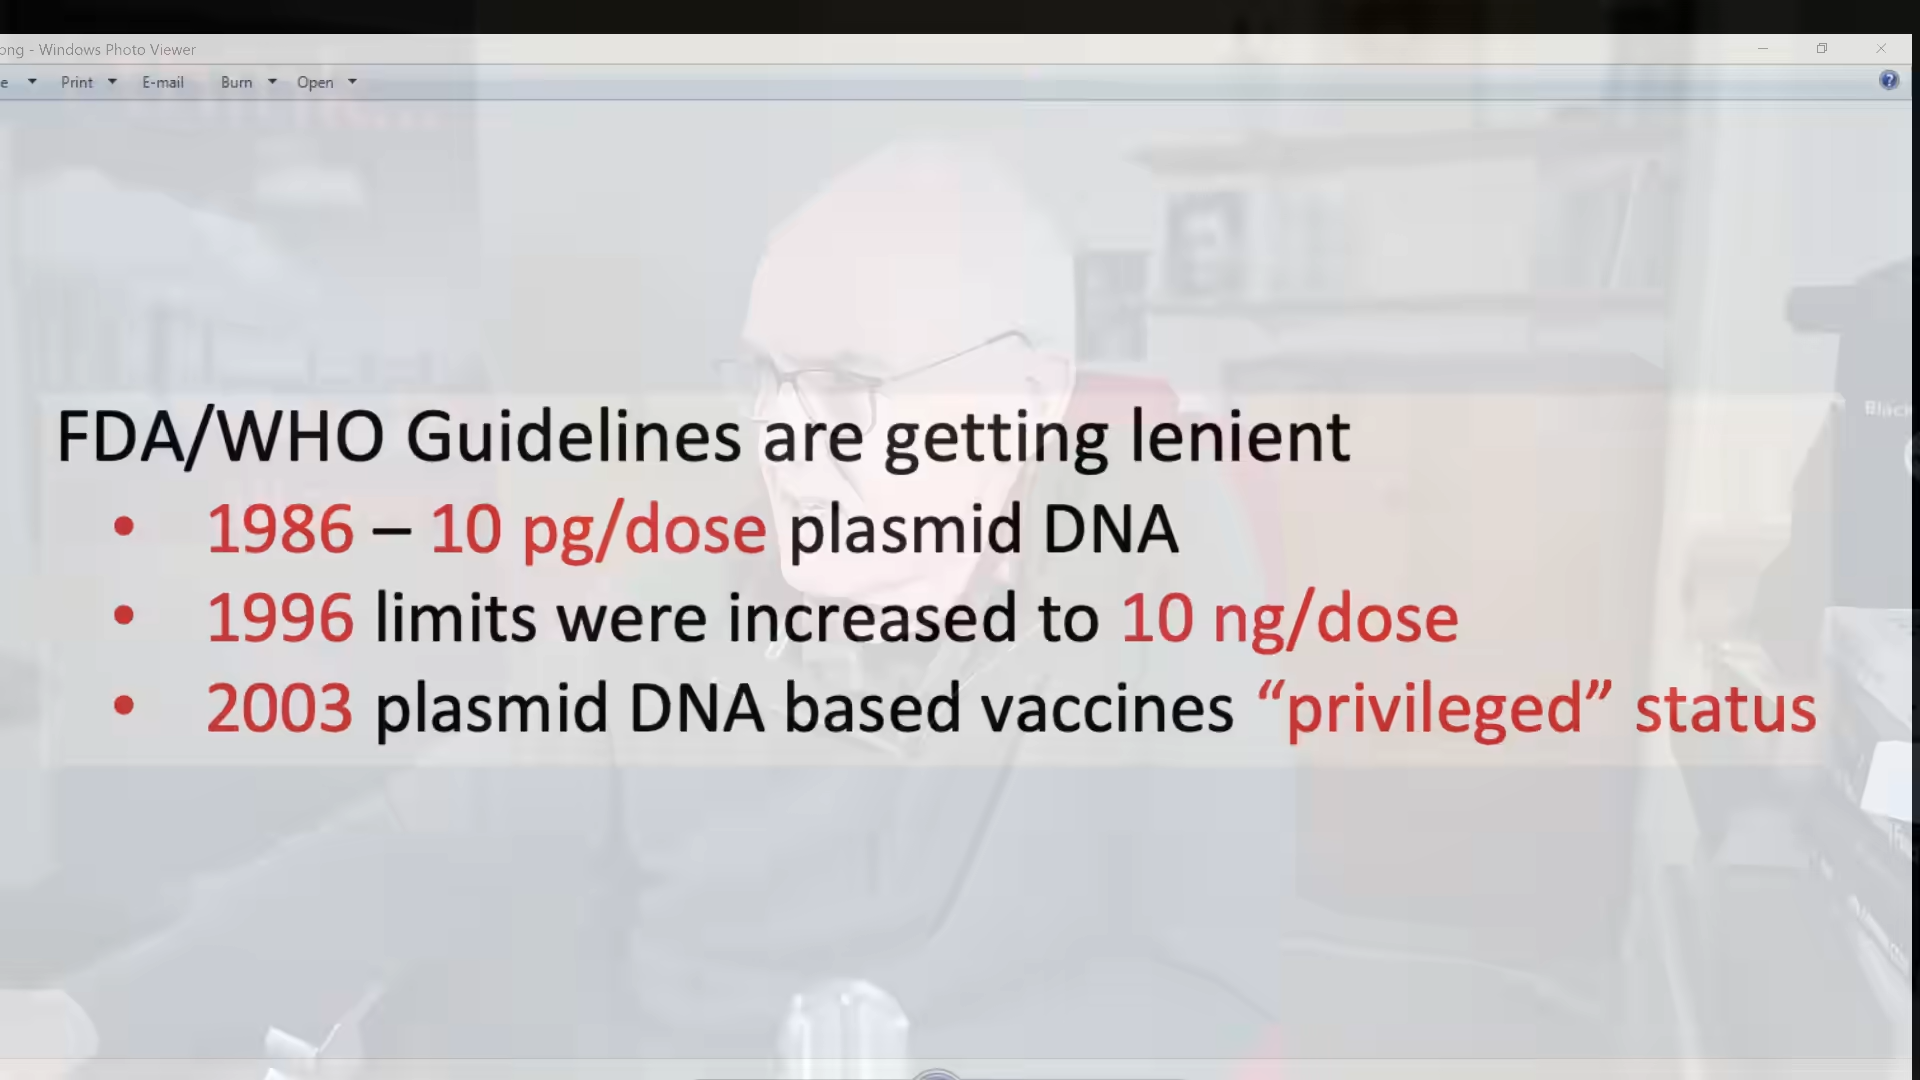 ong - Windows Photo Viewer
e Print E-mail Burn Open
FDA/WHO Guidelines are getting lenient
• 1986 – 10 pg/dose plasmid DNA
• 1996 limits were increased to 10 ng/dose
• 2003 plasmid DNA based vaccines “privileged” status